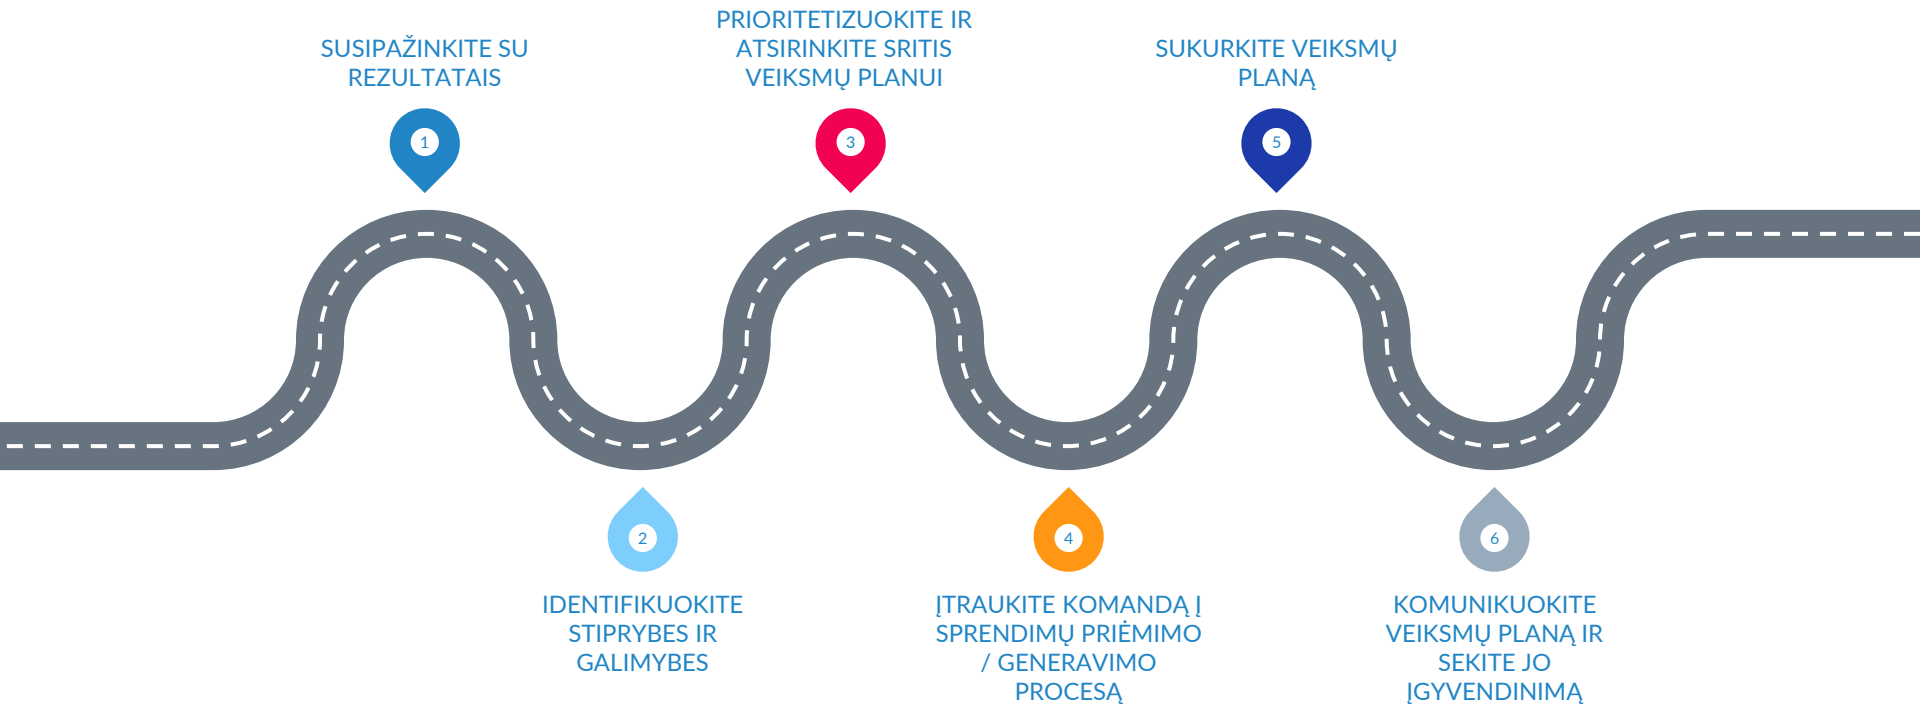 SUSIPAŽINKITE SU
REZULTATAIS
1
IDENTIFIKUOKITE
STIPRYBES IR
GALIMYBES
2
PRIORITETIZUOKITE IR
ATSIRINKITE SRITIS
VEIKSMŲ PLANUI
3
ĮTRAUKITE KOMANDĄ Į
SPRENDIMŲ PRIĖMIMO
/ GENERAVIMO
PROCESĄ
4
SUKURKITE VEIKSMŲ
PLANĄ
5
KOMUNIKUOKITE
VEIKSMŲ PLANĄ IR
SEKITE JO
ĮGYVENDINIMĄ
6